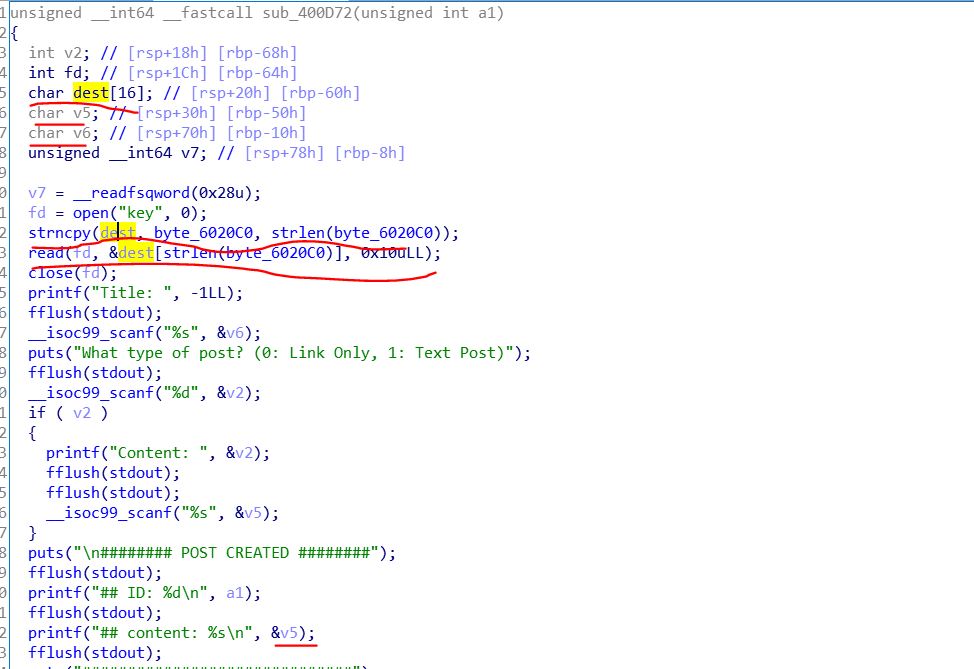 1 unsigned __int64 __fastcall sub_400D72(unsigned int a1)
2 {
3   int v2; // [rsp+18h] [rbp-68h]
4   int fd; // [rsp+1Ch] [rbp-64h]
5   char dest[16]; // [rsp+20h] [rbp-60h]
6   char v5; // [rsp+30h] [rbp-50h]
7   char v6; // [rsp+70h] [rbp-10h]
8   unsigned __int64 v7; // [rsp+78h] [rbp-8h]
9
0   v7 = __readfsqword(0x28u);
1   fd = open("key", 0);
2   strncpy(dest, byte_6020C0, strlen(byte_6020C0));
3   read(fd, &dest[strlen(byte_6020C0)], 0x10uLL);
4   close(fd);
5   printf("Title: ", -1LL);
6   fflush(stdout);
7   __isoc99_scanf("%s", &v6);
8   puts("What type of post? (0: Link Only, 1: Text Post)");
9   fflush(stdout);
0   __isoc99_scanf("%d", &v2);
1   if ( v2 )
2   {
3     printf("Content: ", &v2);
4     fflush(stdout);
5     fflush(stdout);
6     __isoc99_scanf("%s", &v5);
7   }
8   puts("\n######## POST CREATED ########");
9   fflush(stdout);
0   printf("## ID: %d\n", a1);
1   fflush(stdout);
2   printf("## content: %s\n", &v5);
3   fflush(stdout);